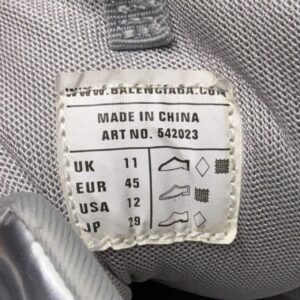 WWW.BALENCIAGA.COM
MADE IN CHINA
ART NO. 542023
UK 11
EUR 45
USA 12
JP 29